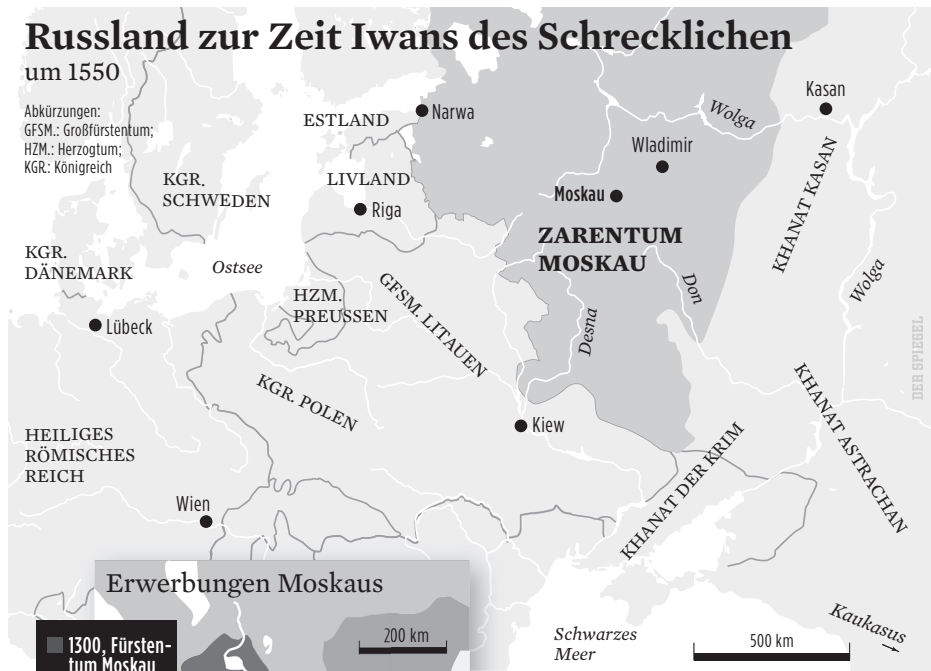 Russland zur Zeit Iwans des Schrecklichen
um 1550
Abkürzungen:
GFSM.: Großfürstentum;
HZM.: Herzogtum;
KGR.: Königreich
ESTLAND
Narwa
Wolga
Kasan
Wladimir
KGR.
SCHWEDEN
LIVLAND
Riga
Moskau
KHANAT KASAN
ZARENTUM
MOSKAU
KGR.
DÄNEMARK
Ostsee
HZM.
PREUSSEN
GFSM. LITAUEN
Don
Wolga
Lübeck
Desna
DER SPIEGEL
KGR. POLEN
Kiew
KHANAT ASTRACHAN
HEILIGES
RÖMISCHES
REICH
KHANAT DER KRIM
Wien
Erwerbungen Moskaus
200 km
1300, Fürsten-
tum Moskau
Schwarzes
Meer
500 km
Kaukasus